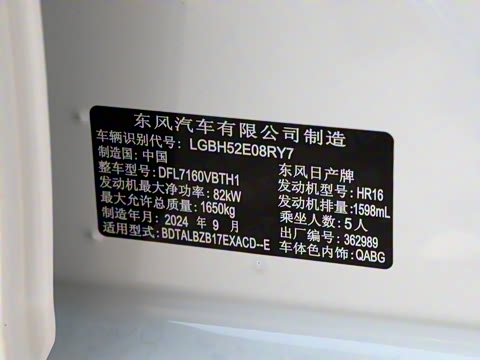 东风汽车有限公司制造
车辆识别代号: LGBH52E08RY7
制造国: 中国 东风日产牌
整车型号: DFL7160VBTH1 发动机型号: HR16
发动机最大净功率: 82kW 发动机排量: 1598mL
最大允许总质量: 1650kg 乘坐人数: 5人
制造年月: 2024 年 9 月 出厂编号: 362989
适用型式: BDTALBZB17EXACD--E 车体色内饰: QABG